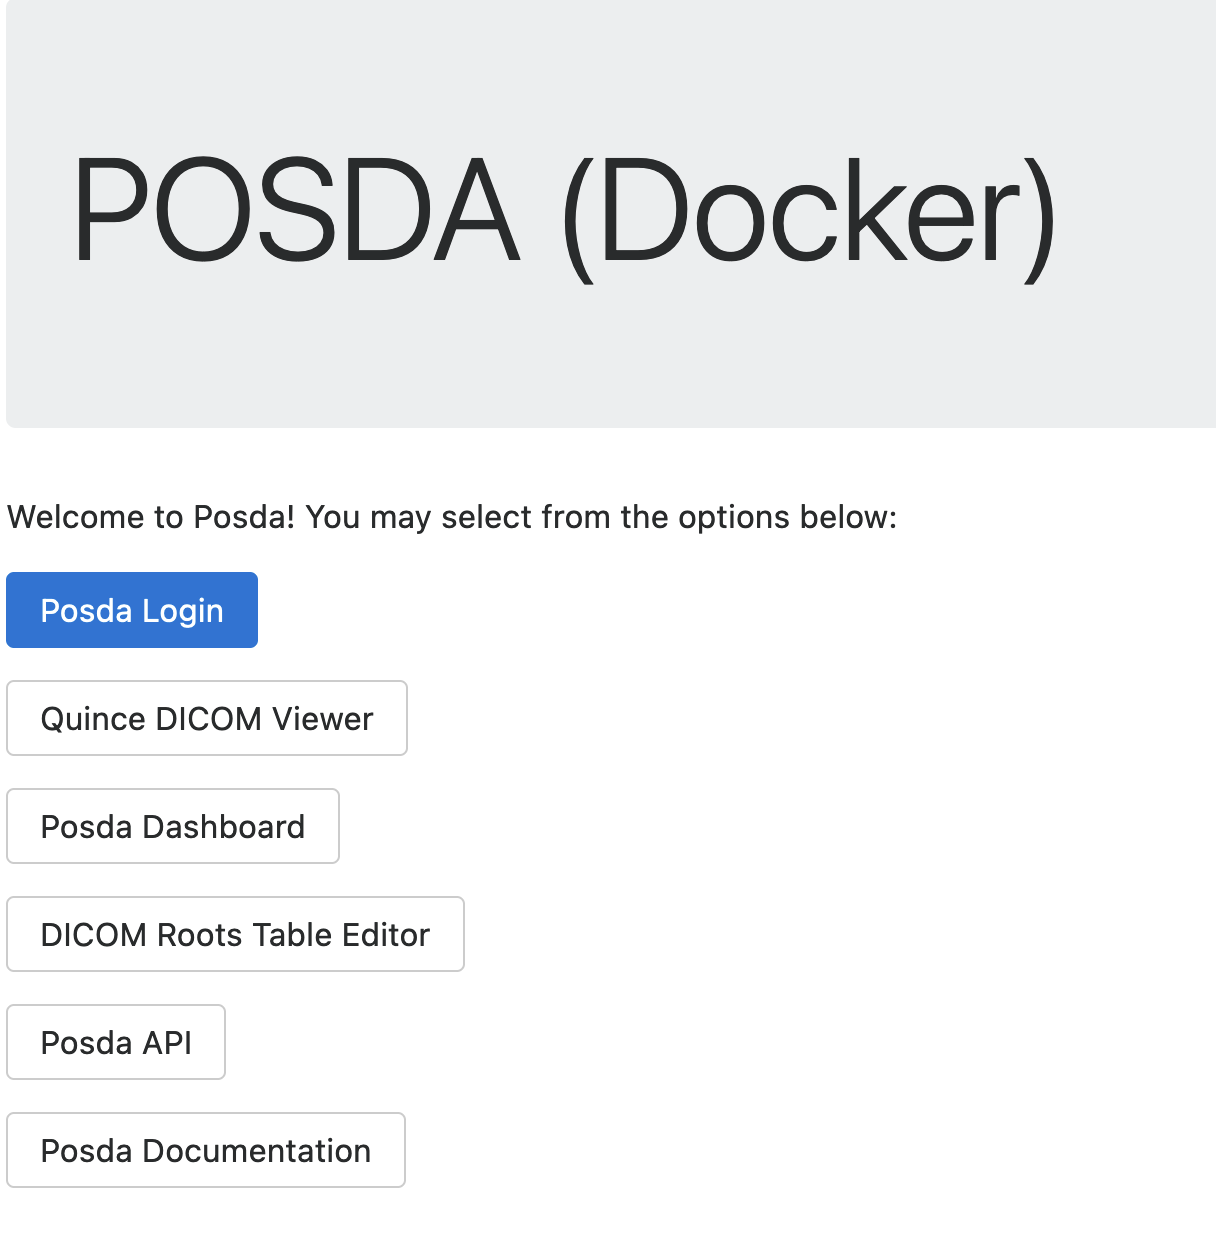 POSDA (Docker)
Welcome to Posda! You may select from the options below:
Posda Login
Quince DICOM Viewer
Posda Dashboard
DICOM Roots Table Editor
Posda API
Posda Documentation